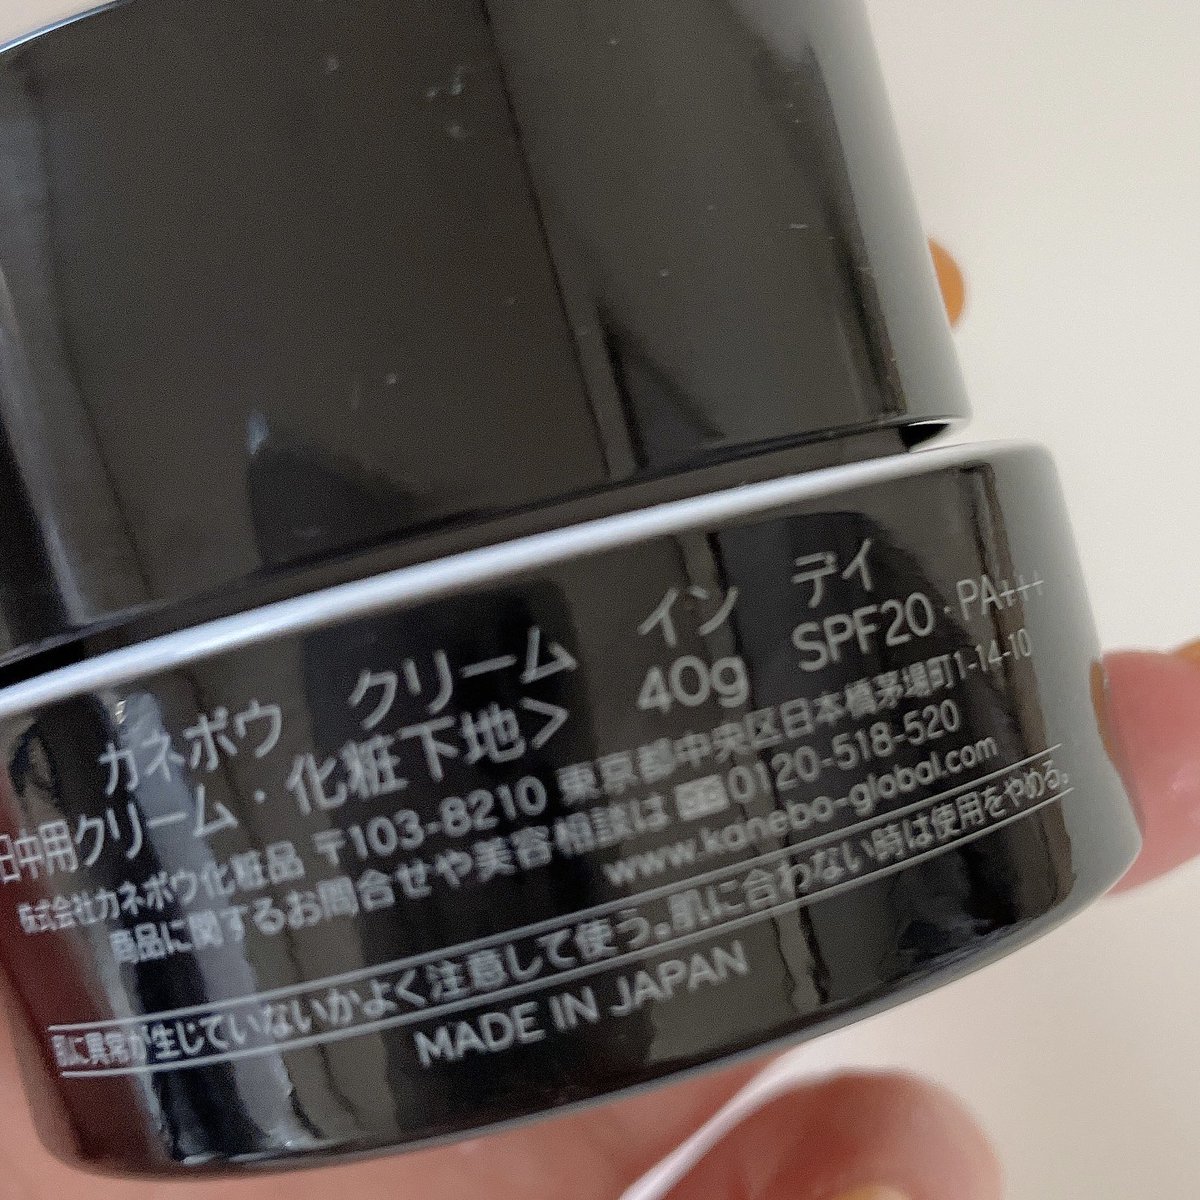 カネボウ クリーム イン デイ
日中用クリーム・化粧下地> 40g SPF20・PA+++
株式会社カネボウ化粧品 〒103-8210 東京都中央区日本橋茅場町1-14-10
商品に関するお問合せや美容相談は 0120-518-520
www.kanebo-global.com
肌に異常が生じていないかよく注意して使う。肌に合わない時は使用をやめる。
MADE IN JAPAN